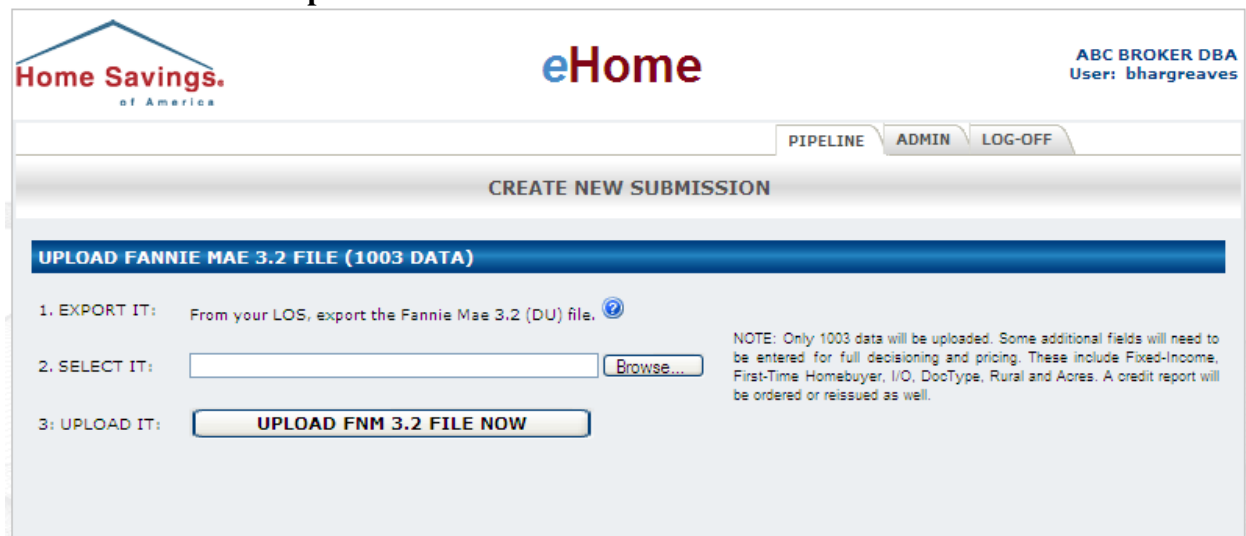 Home Savings.
of America
eHome
ABC BROKER DBA
User: bhargreaves
PIPELINE ADMIN LOG-OFF
CREATE NEW SUBMISSION
UPLOAD FANNIE MAE 3.2 FILE (1003 DATA)
1. EXPORT IT: From your LOS, export the Fannie Mae 3.2 (DU) file. ?
2. SELECT IT: Browse...
NOTE: Only 1003 data will be uploaded. Some additional fields will need to
be entered for full decisioning and pricing. These include Fixed-Income,
First-Time Homebuyer, I/O, DocType, Rural and Acres. A credit report will
be ordered or reissued as well.
3: UPLOAD IT: UPLOAD FNM 3.2 FILE NOW